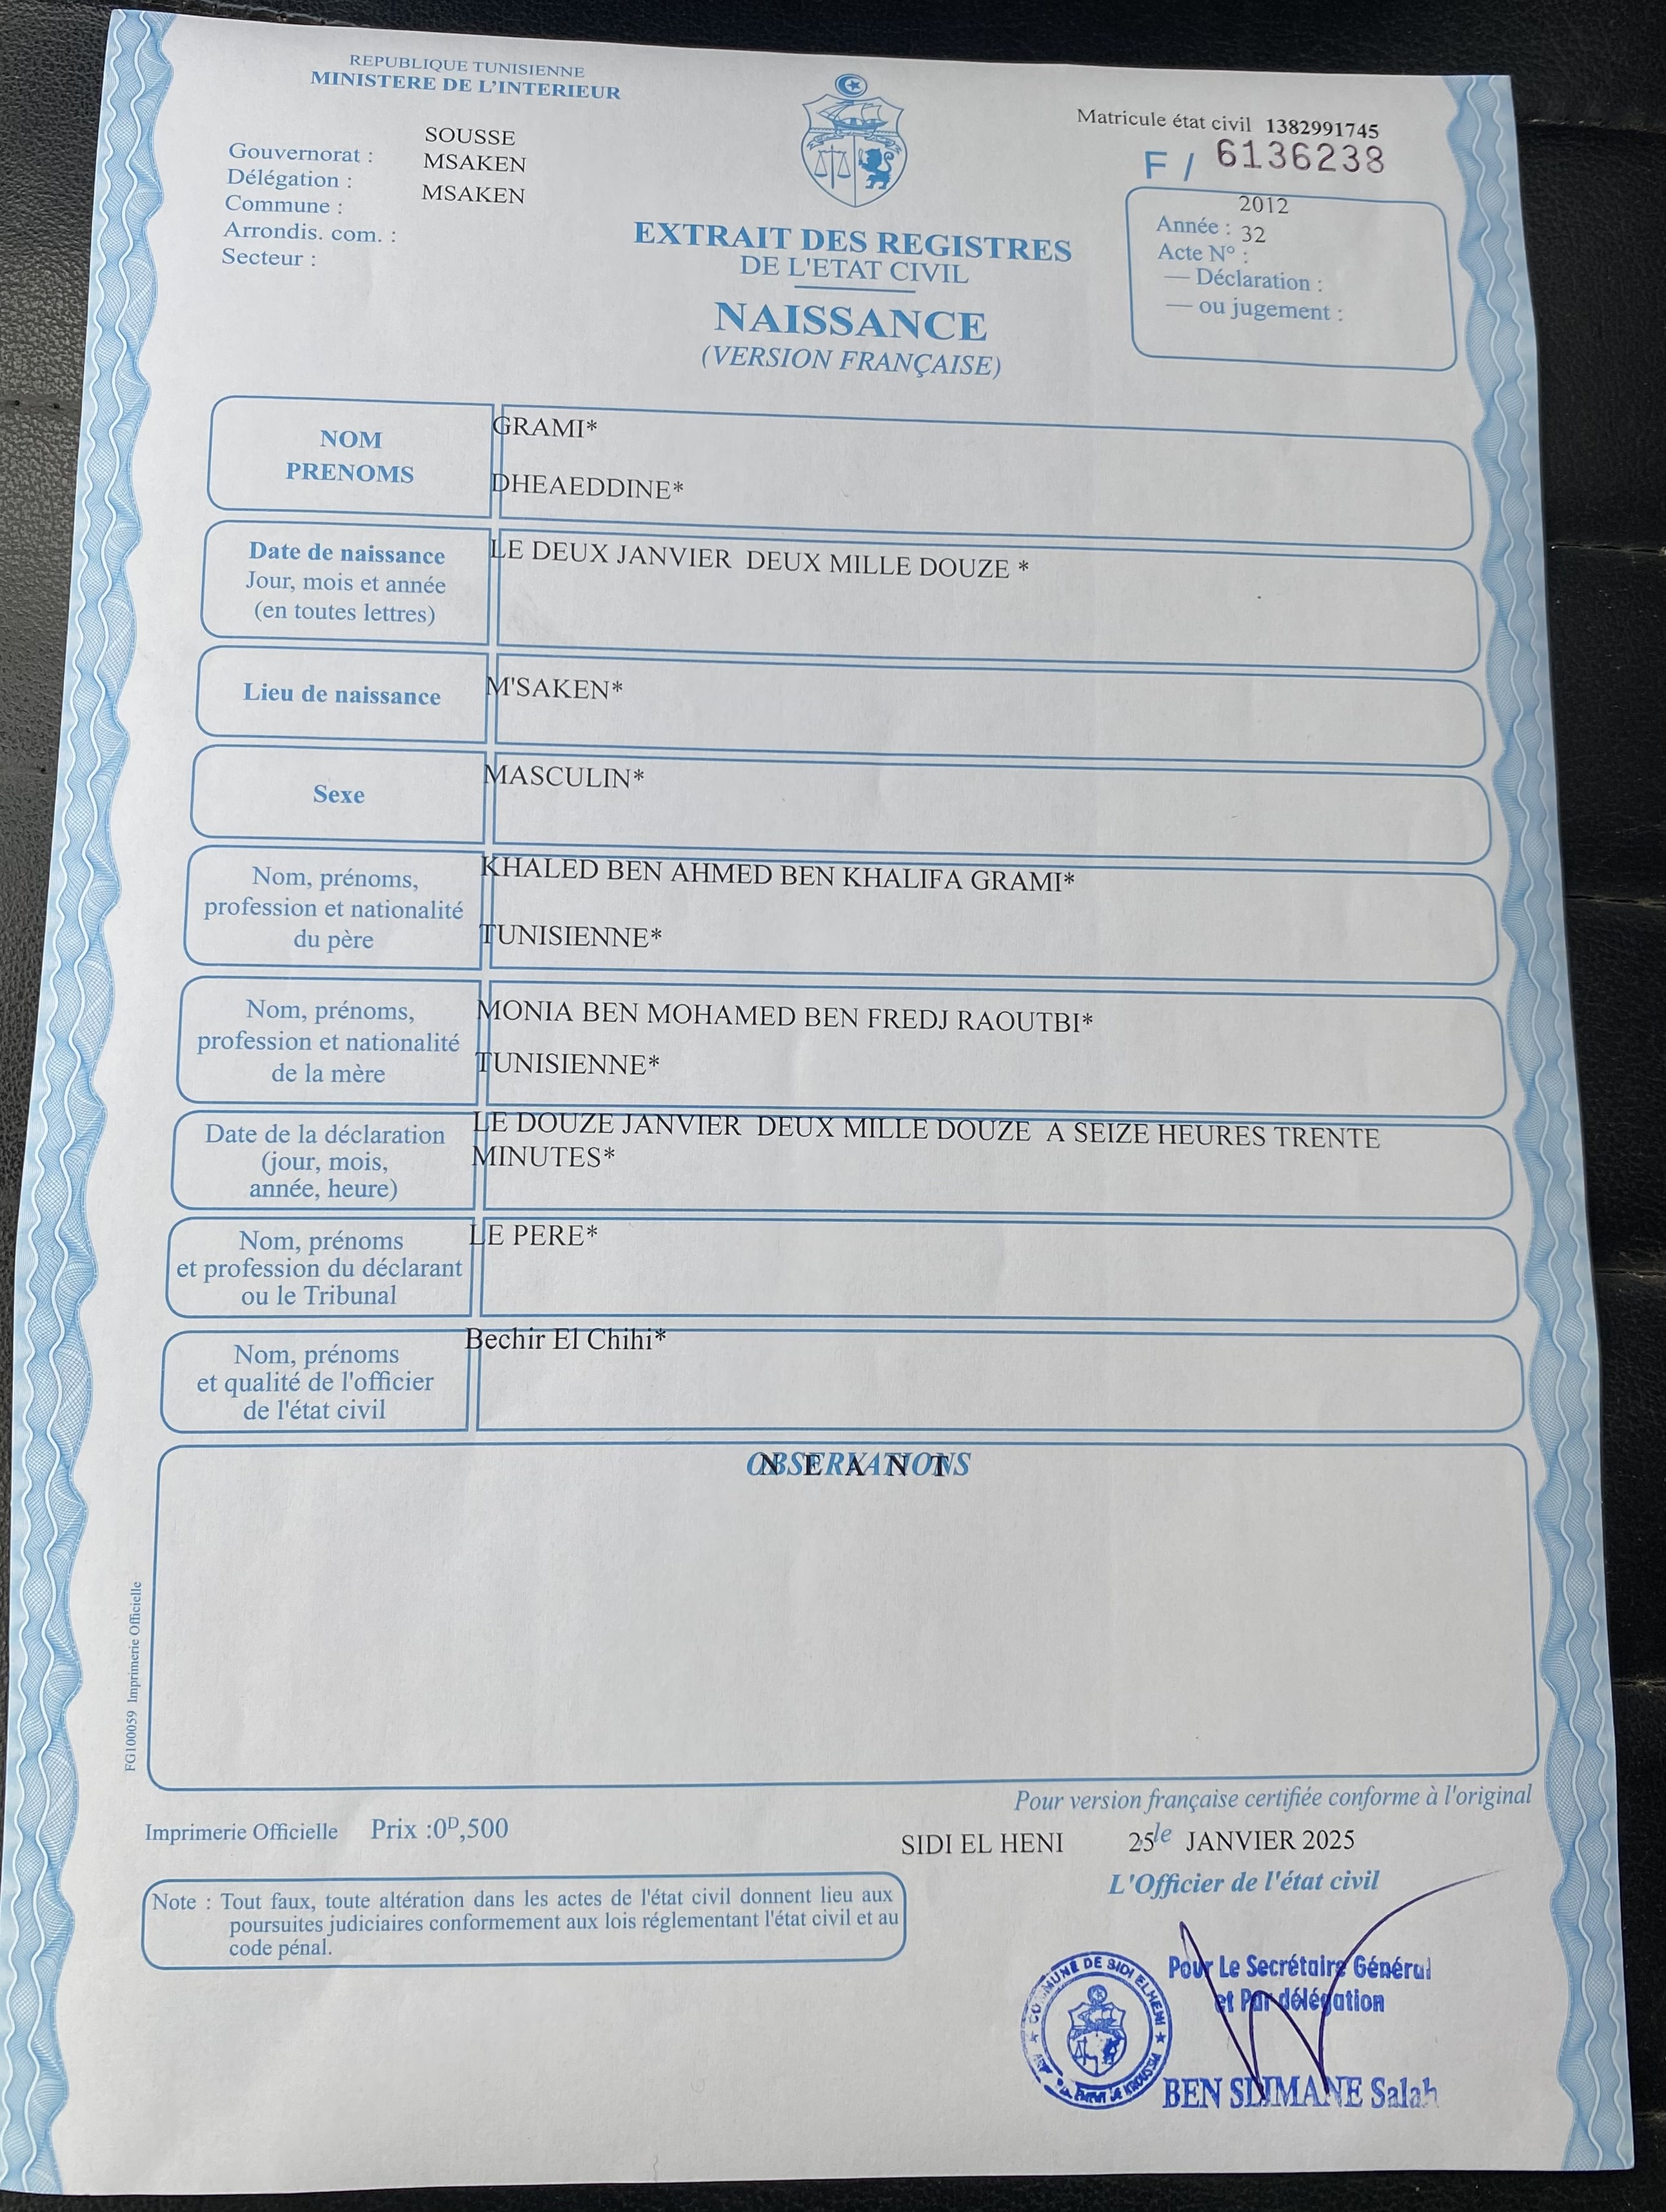 REPUBLIQUE TUNISIENNE
MINISTERE DE L'INTERIEUR
Gouvernorat : SOUSSE
Délégation : MSAKEN
Commune : MSAKEN
Arrondis. com. :
Secteur :
EXTRAIT DES REGISTRES
DE L'ETAT CIVIL
NAISSANCE
(VERSION FRANÇAISE)
Matricule état civil 1382991745
F / 6136238
Année : 2012
Acte N° : 32
— Déclaration :
— ou jugement :
NOM GRAMI*
PRENOMS DHEAEDDINE*
Date de naissance
Jour, mois et année
(en toutes lettres)
LE DEUX JANVIER DEUX MILLE DOUZE *
Lieu de naissance
M'SAKEN*
Sexe
MASCULIN*
Nom, prénoms,
profession et nationalité
du père
KHALED BEN AHMED BEN KHALIFA GRAMI*
TUNISIENNE*
Nom, prénoms,
profession et nationalité
de la mère
MONIA BEN MOHAMED BEN FREDJ RAOUTBI*
TUNISIENNE*
Date de la déclaration
(jour, mois,
année, heure)
LE DOUZE JANVIER DEUX MILLE DOUZE A SEIZE HEURES TRENTE
MINUTES*
Nom, prénoms
et profession du déclarant
ou le Tribunal
LE PERE*
Nom, prénoms
et qualité de l'officier
de l'état civil
Bechir El Chihi*
OBSERVATIONS
N E A N T
FG100059 Imprimerie Officielle
Pour version française certifiée conforme à l'original
Imprimerie Officielle Prix :0D,500
SIDI EL HENI 25 le JANVIER 2025
L'Officier de l'état civil
Note : Tout faux, toute altération dans les actes de l'état civil donnent lieu aux
poursuites judiciaires conformement aux lois réglementant l'état civil et au
code pénal.
COMMUNE DE SIDI ELHENI
Pour Le Secrétaire Général
et Par délégation
BEN SLIMANE Salah